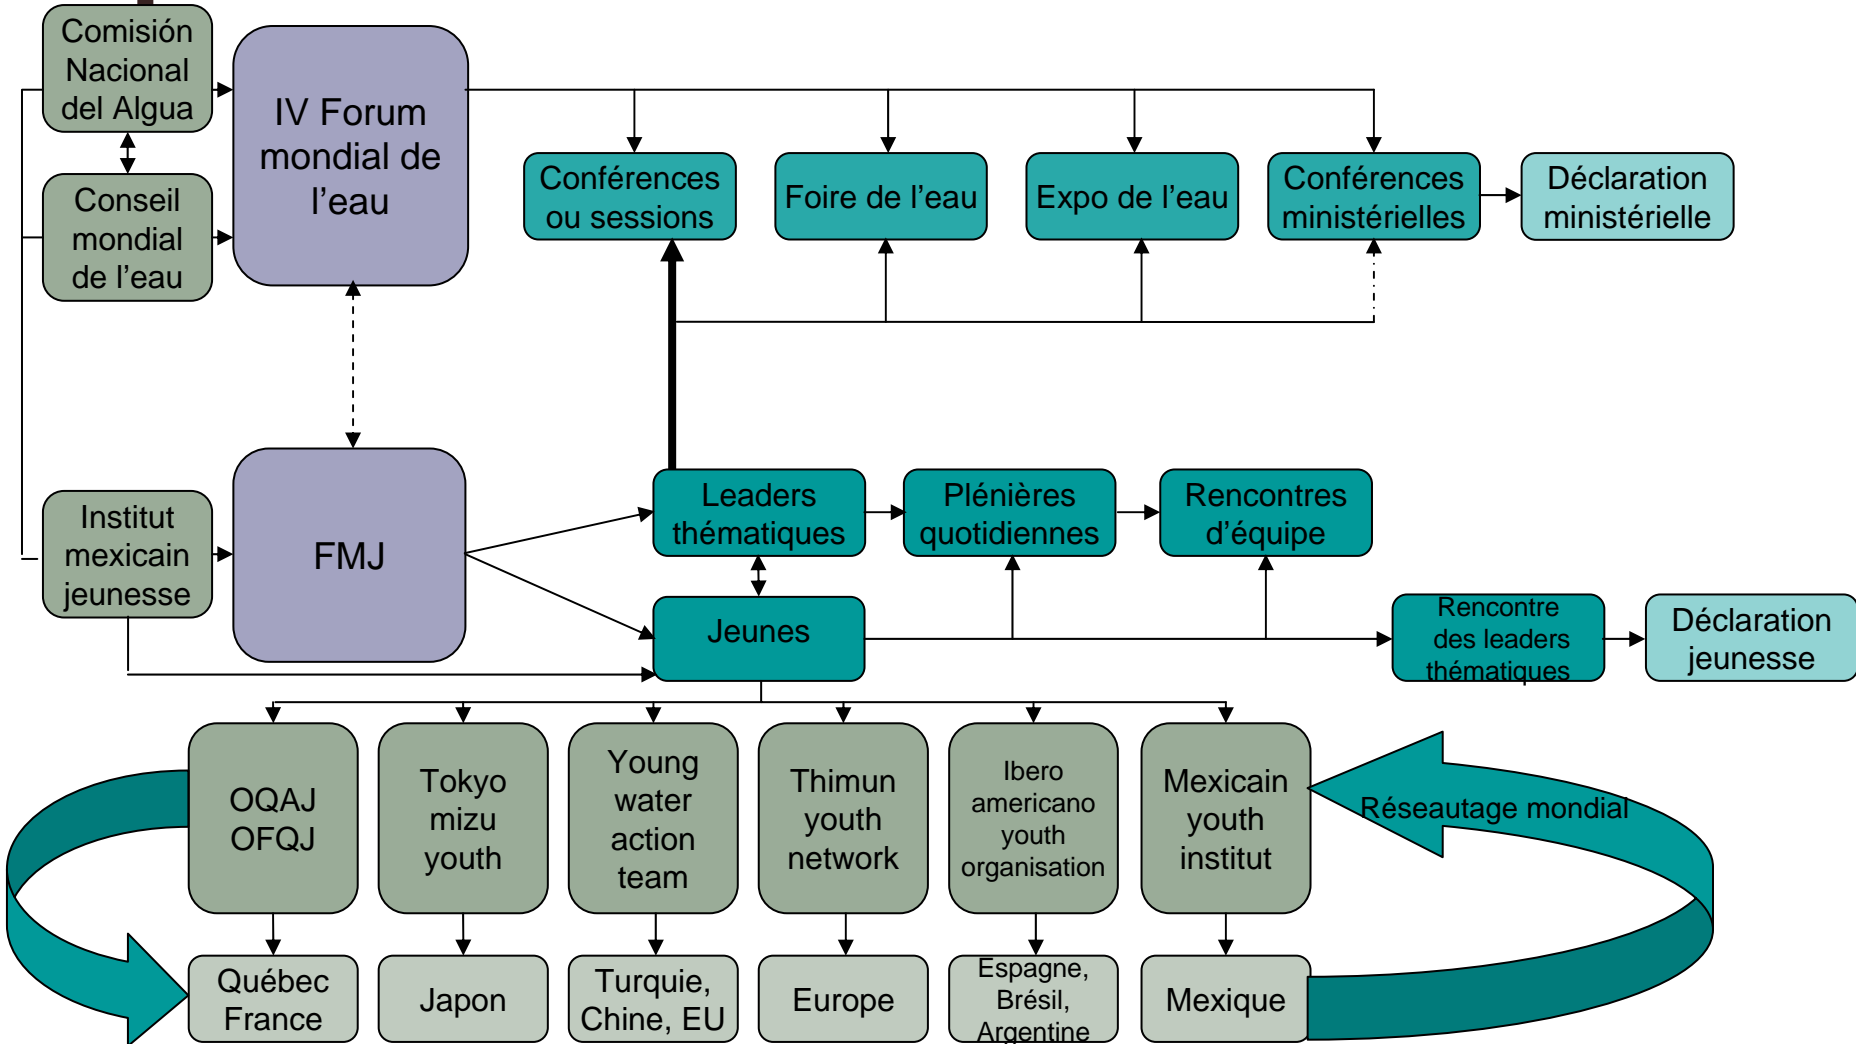 Comisión
Nacional
del Algua
IV Forum
mondial de
l’eau
Conseil
mondial
de l’eau
Conférences
ou sessions
Foire de l’eau
Expo de l’eau
Conférences
ministérielles
Déclaration
ministérielle
Institut
mexicain
jeunesse
FMJ
Leaders
thématiques
Plénières
quotidiennes
Rencontres
d’équipe
Jeunes
Rencontre
des leaders
thématiques
Déclaration
jeunesse
OQAJ
OFQJ
Tokyo
mizu
youth
Young
water
action
team
Thimun
youth
network
Ibero
americano
youth
organisation
Mexicain
youth
institut
Réseautage mondial
Québec
France
Japon
Turquie,
Chine, EU
Europe
Espagne,
Brésil,
Argentine
Mexique